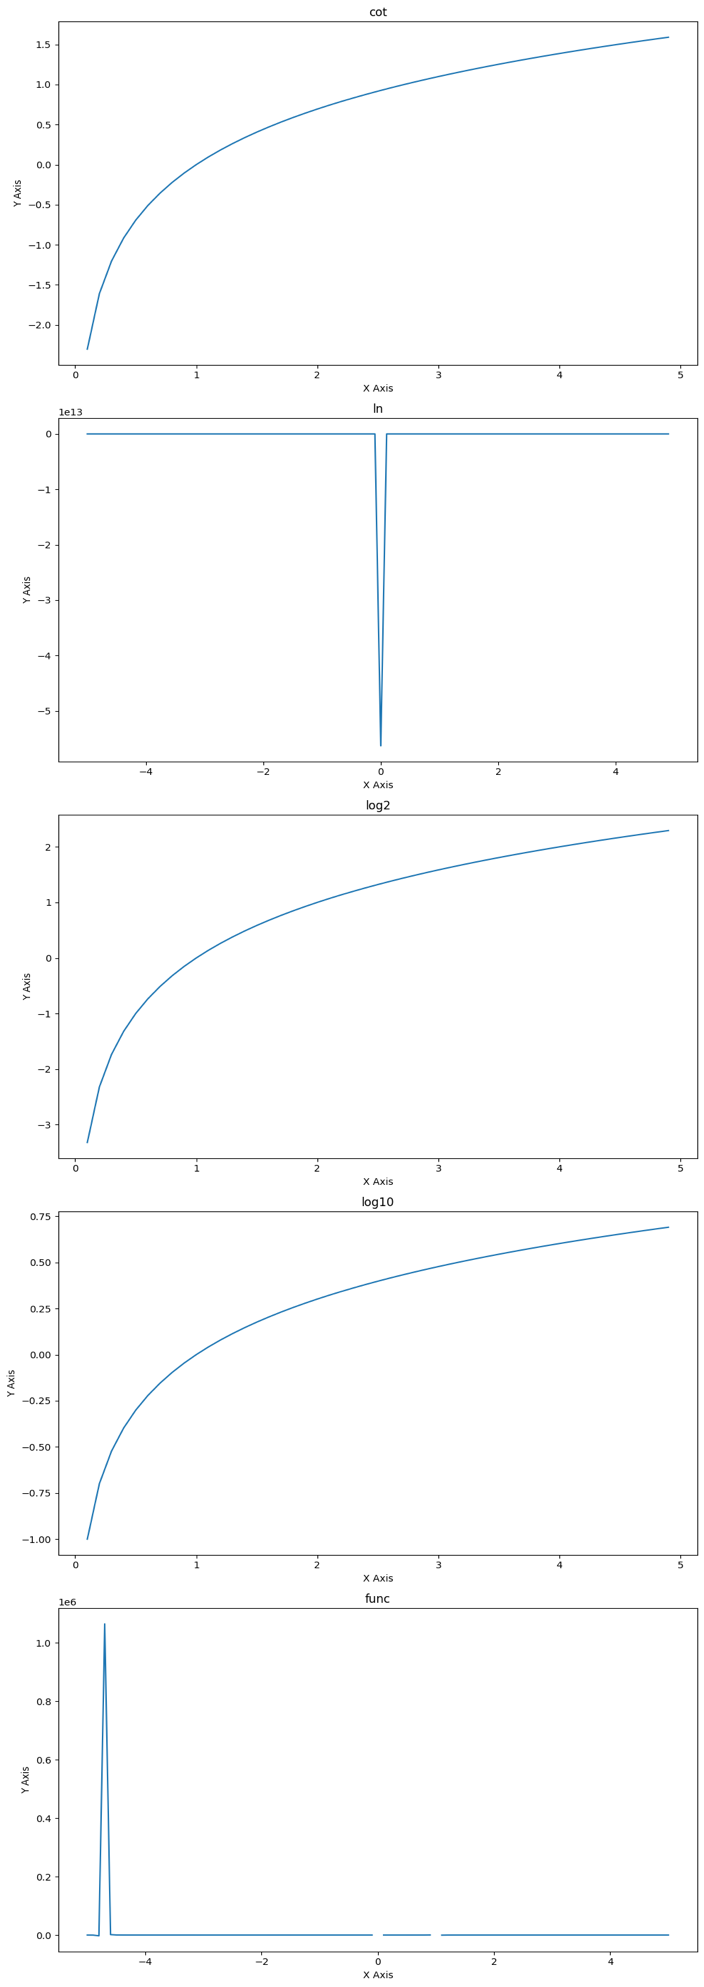 cot
1.5
1.0
0.5
0.0
−0.5
−1.0
−1.5
−2.0
Y Axis
0 1 2 3 4 5
X Axis
1e13
ln
0
−1
−2
−3
−4
−5
Y Axis
−4 −2 0 2 4
X Axis
log2
2
1
0
−1
−2
−3
Y Axis
0 1 2 3 4 5
X Axis
log10
0.75
0.50
0.25
0.00
−0.25
−0.50
−0.75
−1.00
Y Axis
0 1 2 3 4 5
X Axis
1e6
func
1.0
0.8
0.6
0.4
0.2
0.0
Y Axis
−4 −2 0 2 4
X Axis